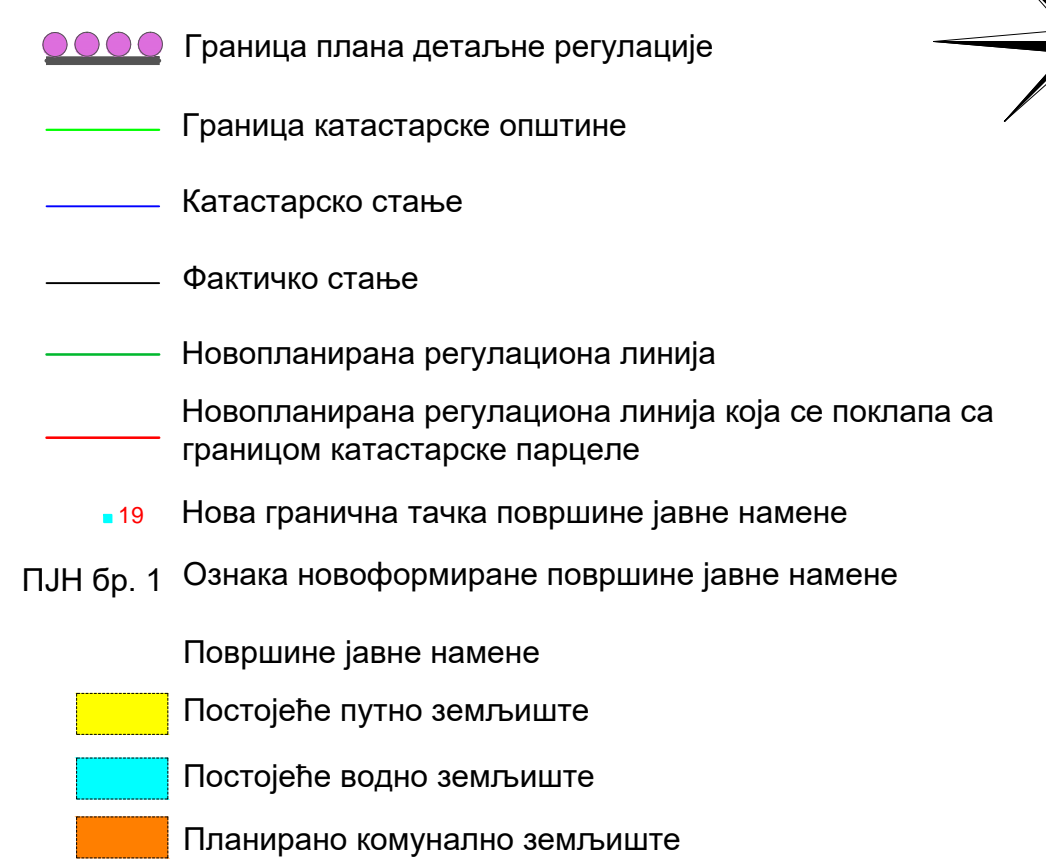 Граница плана детаљне регулације
Граница катастарске општине
Катастарско стање
Фактичко стање
Новопланирана регулациона линија
Новопланирана регулациона линија која се поклапа са
границом катастарске парцеле
19 Нова гранична тачка површине јавне намене
ПЈН бр. 1 Ознака новоформиране површине јавне намене
Површине јавне намене
Постојеће путно земљиште
Постојеће водно земљиште
Планирано комунално земљиште